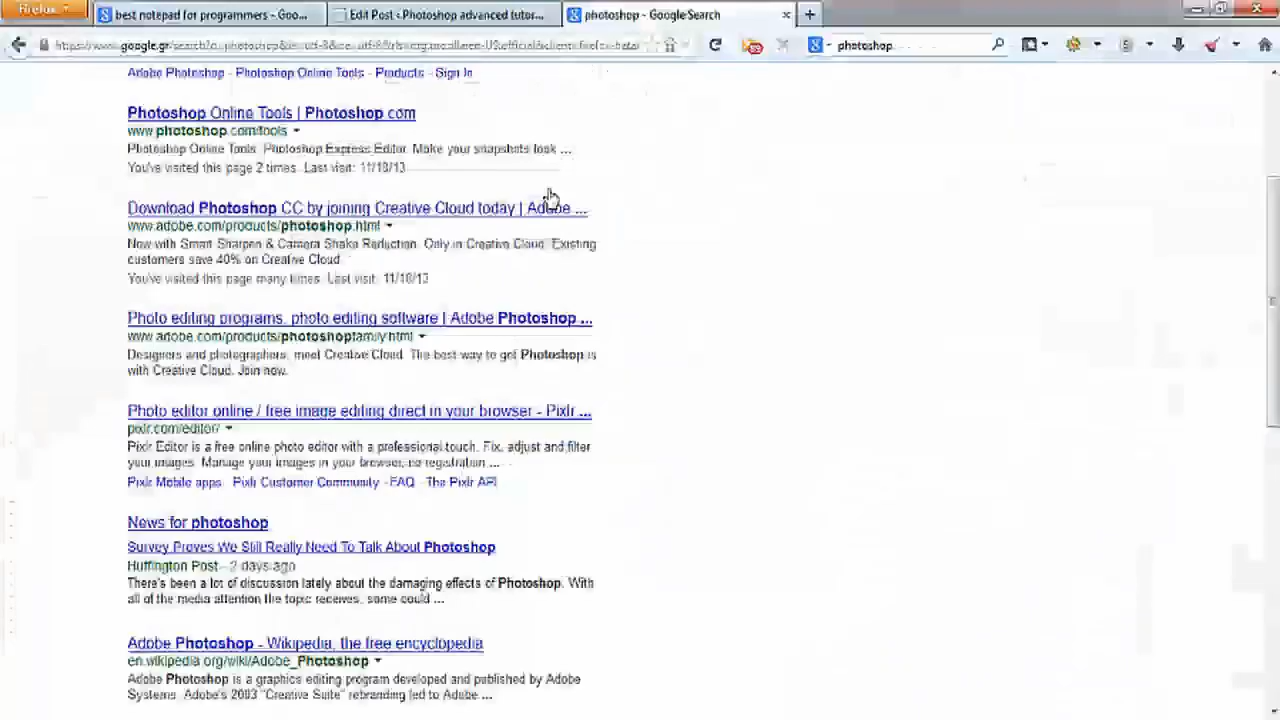 Firefox
best notepad for programmers - Goo...
Edit Post ‹ Photoshop advanced tutor...
photoshop - Google Search
photoshop
Adobe Photoshop - Photoshop Online Tools - Products - Sign In
Photoshop Online Tools | Photoshop.com
www.photoshop.com/tools
Photoshop Online Tools. Photoshop Express Editor. Make your snapshots look ...
You've visited this page 2 times. Last visit: 11/18/13
Download Photoshop CC by joining Creative Cloud today | Adobe ...
www.adobe.com/products/photoshop.html
Now with Smart Sharpen & Camera Shake Reduction. Only in Creative Cloud. Existing
customers save 40% on Creative Cloud
You've visited this page many times. Last visit: 11/18/13
Photo editing programs, photo editing software | Adobe Photoshop ...
www.adobe.com/products/photoshopfamily.html
Designers and photographers, meet Creative Cloud. The best way to get Photoshop is
with Creative Cloud. Join now.
Photo editor online / free image editing direct in your browser - Pixlr ...
pixlr.com/editor/
Pixlr Editor is a free online photo editor with a professional touch. Fix, adjust and filter
your images. Manage your images in your browser, no registration ...
Pixlr Mobile apps - Pixlr Customer Community - FAQ - The Pixlr API
News for photoshop
Survey Proves We Still Really Need To Talk About Photoshop
Huffington Post - 2 days ago
There's been a lot of discussion lately about the damaging effects of Photoshop. With
all of the media attention the topic receives, some could ...
Adobe Photoshop - Wikipedia, the free encyclopedia
en.wikipedia.org/wiki/Adobe_Photoshop
Adobe Photoshop is a graphics editing program developed and published by Adobe
Systems. Adobe's 2003 "Creative Suite" rebranding led to Adobe ...